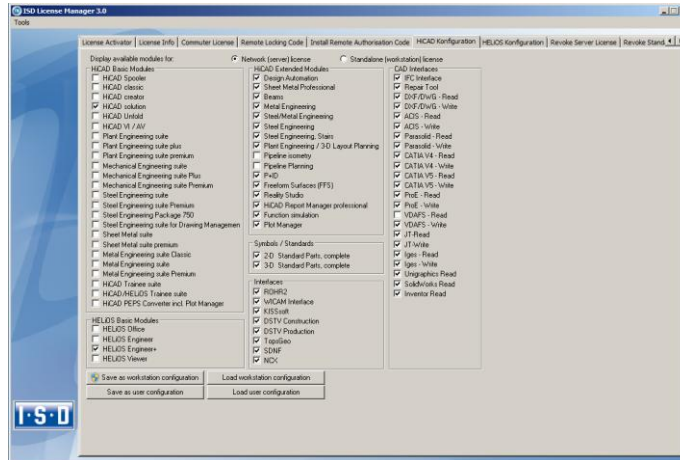 ISD License Manager 3.0
Tools
License Activator
License Info
Commuter License
Remote Locking Code
Install Remote Authorisation Code
HiCAD Konfiguration
HELiOS Konfiguration
Revoke Server License
Revoke Stand
Display available modules for:
Network (server) license
Standalone (workstation) license
HiCAD Basic Modules
HiCAD Spooler
HiCAD classic
HiCAD creator
HiCAD solution
HiCAD Unfold
HiCAD VI / AV
Plant Engineering suite
Plant Engineering suite plus
Plant Engineering suite premium
Mechanical Engineering suite
Mechanical Engineering suite Plus
Mechanical Engineering suite Premium
Steel Engineering suite
Steel Engineering suite Premium
Steel Engineering Package 750
Steel Engineering suite for Drawing Managemen
Sheet Metal suite
Sheet Metal suite premium
Metal Engineering suite Classic
Metal Engineering suite
Metal Engineering suite Premium
HiCAD Trainee suite
HiCAD/HELiOS Trainee suite
HiCAD PEPS Converter incl. Plot Manager
HELiOS Basic Modules
HELiOS Office
HELiOS Engineer
HELiOS Engineer+
HELiOS Viewer
HiCAD Extended Modules
Design Automation
Sheet Metal Professional
Beams
Metal Engineering
Steel/Metal Engineering
Steel Engineering
Steel Engineering, Stairs
Plant Engineering / 3-D Layout Planning
Pipeline isometry
Pipeline Planning
P+ID
Freeform Surfaces (FFS)
Reality Studio
HiCAD Report Manager professional
Function simulation
Plot Manager
Symbols / Standards
2-D Standard Parts, complete
3-D Standard Parts, complete
Interfaces
ROHR2
WICAM Interface
KISSsoft
DSTV Construction
DSTV Production
TopoGeo
SDNF
NCX
CAD Interfaces
IFC Interface
Repair Tool
DXF/DWG - Read
DXF/DWG - Write
ACIS - Read
ACIS - Write
Parasolid - Read
Parasolid - Write
CATIA V4 - Read
CATIA V4 - Write
CATIA V5 - Read
CATIA V5 - Write
ProE - Read
ProE - Write
VDAFS - Read
VDAFS - Write
JT-Read
JT-Write
Iges - Read
Iges - Write
Unigraphics Read
SolidWorks Read
Inventor Read
Save as workstation configuration
Load workstation configuration
Save as user configuration
Load user configuration
I·S·D